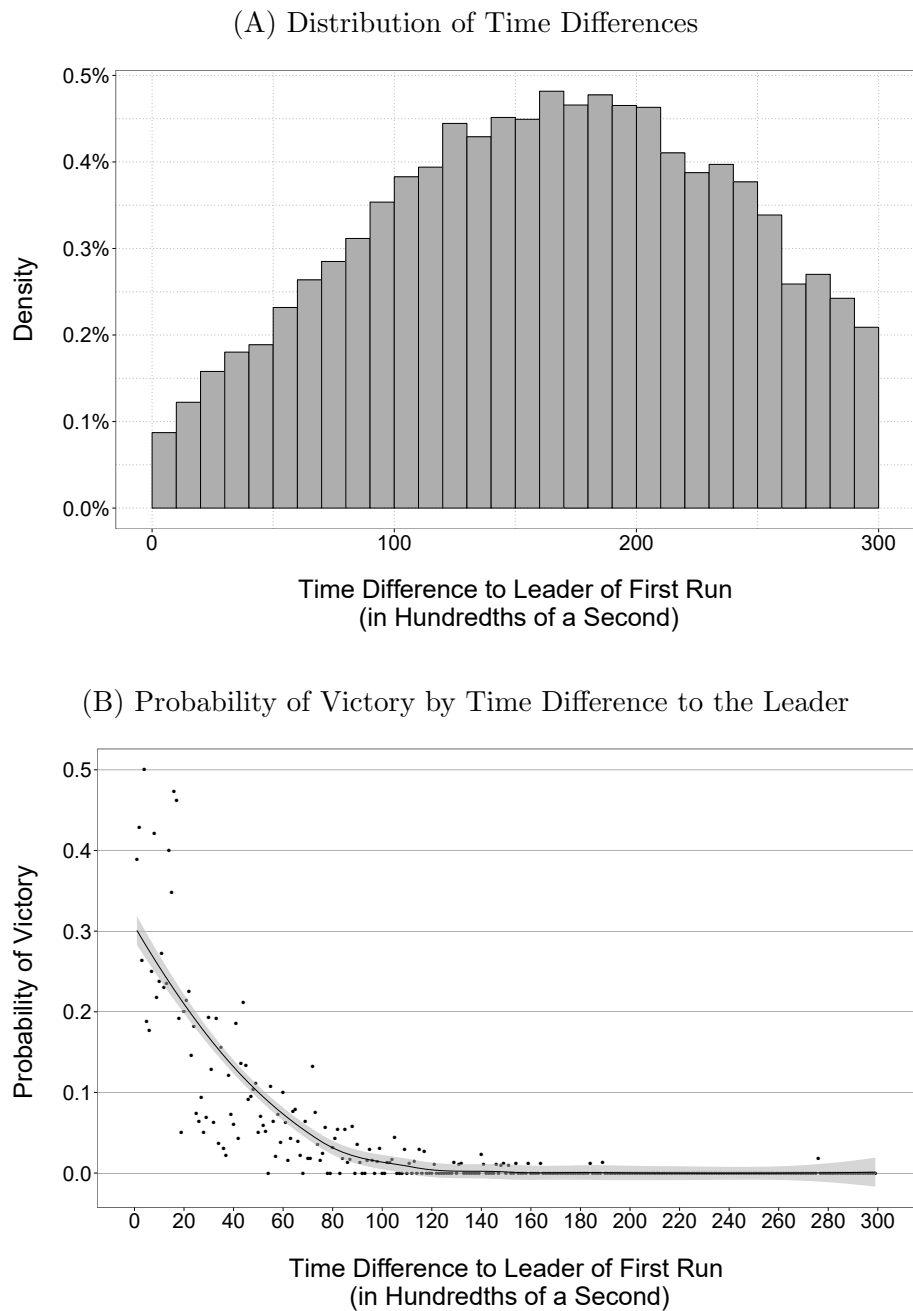 (A) Distribution of Time Differences
0.5%
0.4%
0.3%
0.2%
0.1%
0.0%
Density
0 100 200 300
Time Difference to Leader of First Run
(in Hundredths of a Second)
(B) Probability of Victory by Time Difference to the Leader
0.5
0.4
0.3
0.2
0.1
0.0
Probability of Victory
0 20 40 60 80 100 120 140 160 180 200 220 240 260 280 300
Time Difference to Leader of First Run
(in Hundredths of a Second)